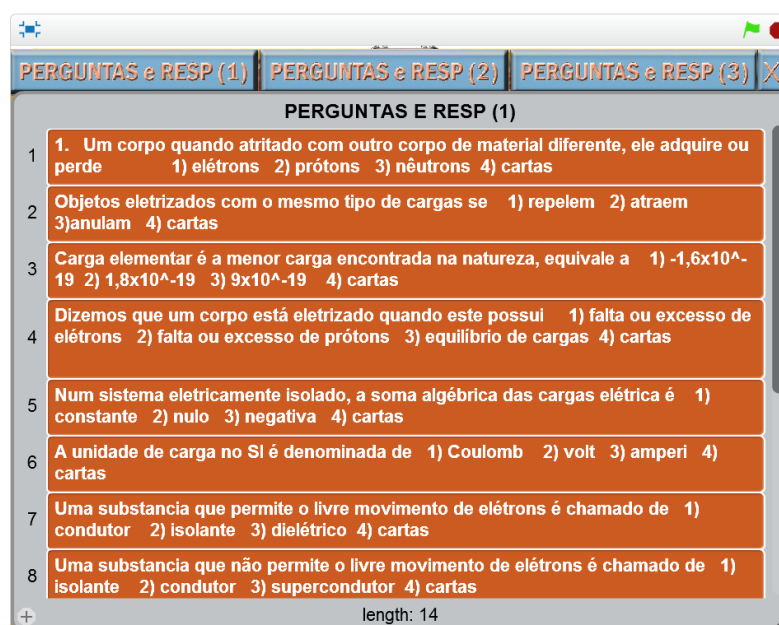 PERGUNTAS e RESP (1) PERGUNTAS e RESP (2) PERGUNTAS e RESP (3) X
PERGUNTAS E RESP (1)
1 1. Um corpo quando atritado com outro corpo de material diferente, ele adquire ou
perde 1) elétrons 2) prótons 3) nêutrons 4) cartas
2 Objetos eletrizados com o mesmo tipo de cargas se 1) repelem 2) atraem
3)anulam 4) cartas
3 Carga elementar é a menor carga encontrada na natureza, equivale a 1) -1,6x10^-
19 2) 1,8x10^-19 3) 9x10^-19 4) cartas
4 Dizemos que um corpo está eletrizado quando este possui 1) falta ou excesso de
elétrons 2) falta ou excesso de prótons 3) equilíbrio de cargas 4) cartas
5 Num sistema eletricamente isolado, a soma algébrica das cargas elétrica é 1)
constante 2) nulo 3) negativa 4) cartas
6 A unidade de carga no SI é denominada de 1) Coulomb 2) volt 3) amperi 4)
cartas
7 Uma substancia que permite o livre movimento de elétrons é chamado de 1)
condutor 2) isolante 3) dielétrico 4) cartas
8 Uma substancia que não permite o livre movimento de elétrons é chamado de 1)
isolante 2) condutor 3) supercondutor 4) cartas
+ length: 14